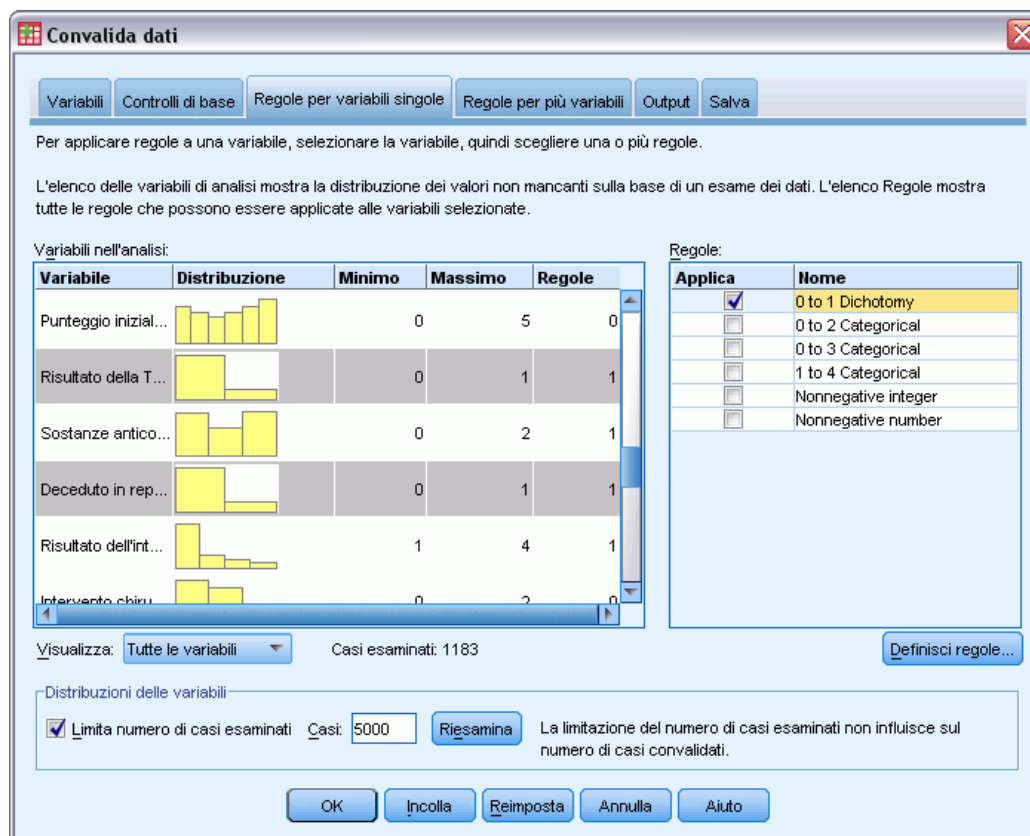 Convalida dati
Variabili Controlli di base Regole per variabili singole Regole per più variabili Output Salva
Per applicare regole a una variabile, selezionare la variabile, quindi scegliere una o più regole.
L'elenco delle variabili di analisi mostra la distribuzione dei valori non mancanti sulla base di un esame dei dati. L'elenco Regole mostra
tutte le regole che possono essere applicate alle variabili selezionate.
Variabili nell'analisi:
Variabile Distribuzione Minimo Massimo Regole
Punteggio inizial... 0 5 0
Risultato della T... 0 1 1
Sostanze antico... 0 2 1
Deceduto in rep... 0 1 1
Risultato dell'int... 1 4 1
Intervento chiru 0 2 0
Regole:
Applica Nome
0 to 1 Dichotomy
0 to 2 Categorical
0 to 3 Categorical
1 to 4 Categorical
Nonnegative integer
Nonnegative number
Visualizza: Tutte le variabili Casi esaminati: 1183
Definisci regole...
Distribuzioni delle variabili
Limita numero di casi esaminati Casi: 5000 Riesamina
La limitazione del numero di casi esaminati non influisce sul
numero di casi convalidati.
OK Incolla Reimposta Annulla Aiuto